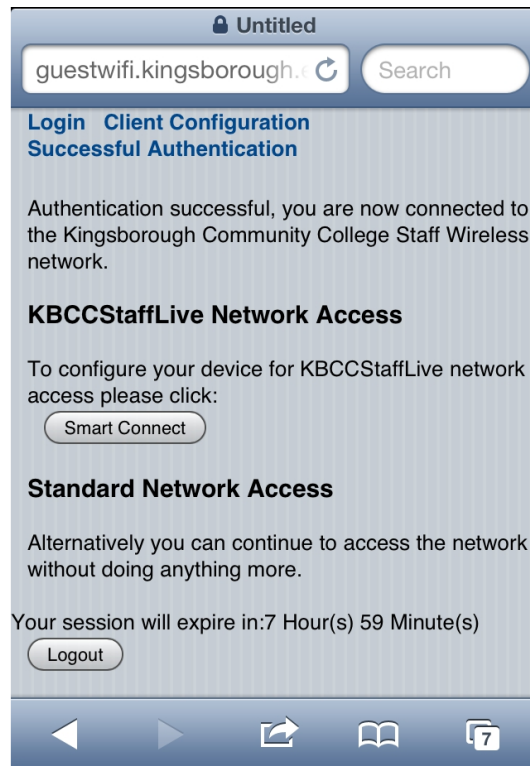 Untitled
guestwifi.kingsborough.e
Search
Login Client Configuration
Successful Authentication
Authentication successful, you are now connected to
the Kingsborough Community College Staff Wireless
network.
KBCCStaffLive Network Access
To configure your device for KBCCStaffLive network
access please click:
Smart Connect
Standard Network Access
Alternatively you can continue to access the network
without doing anything more.
Your session will expire in:7 Hour(s) 59 Minute(s)
Logout
7